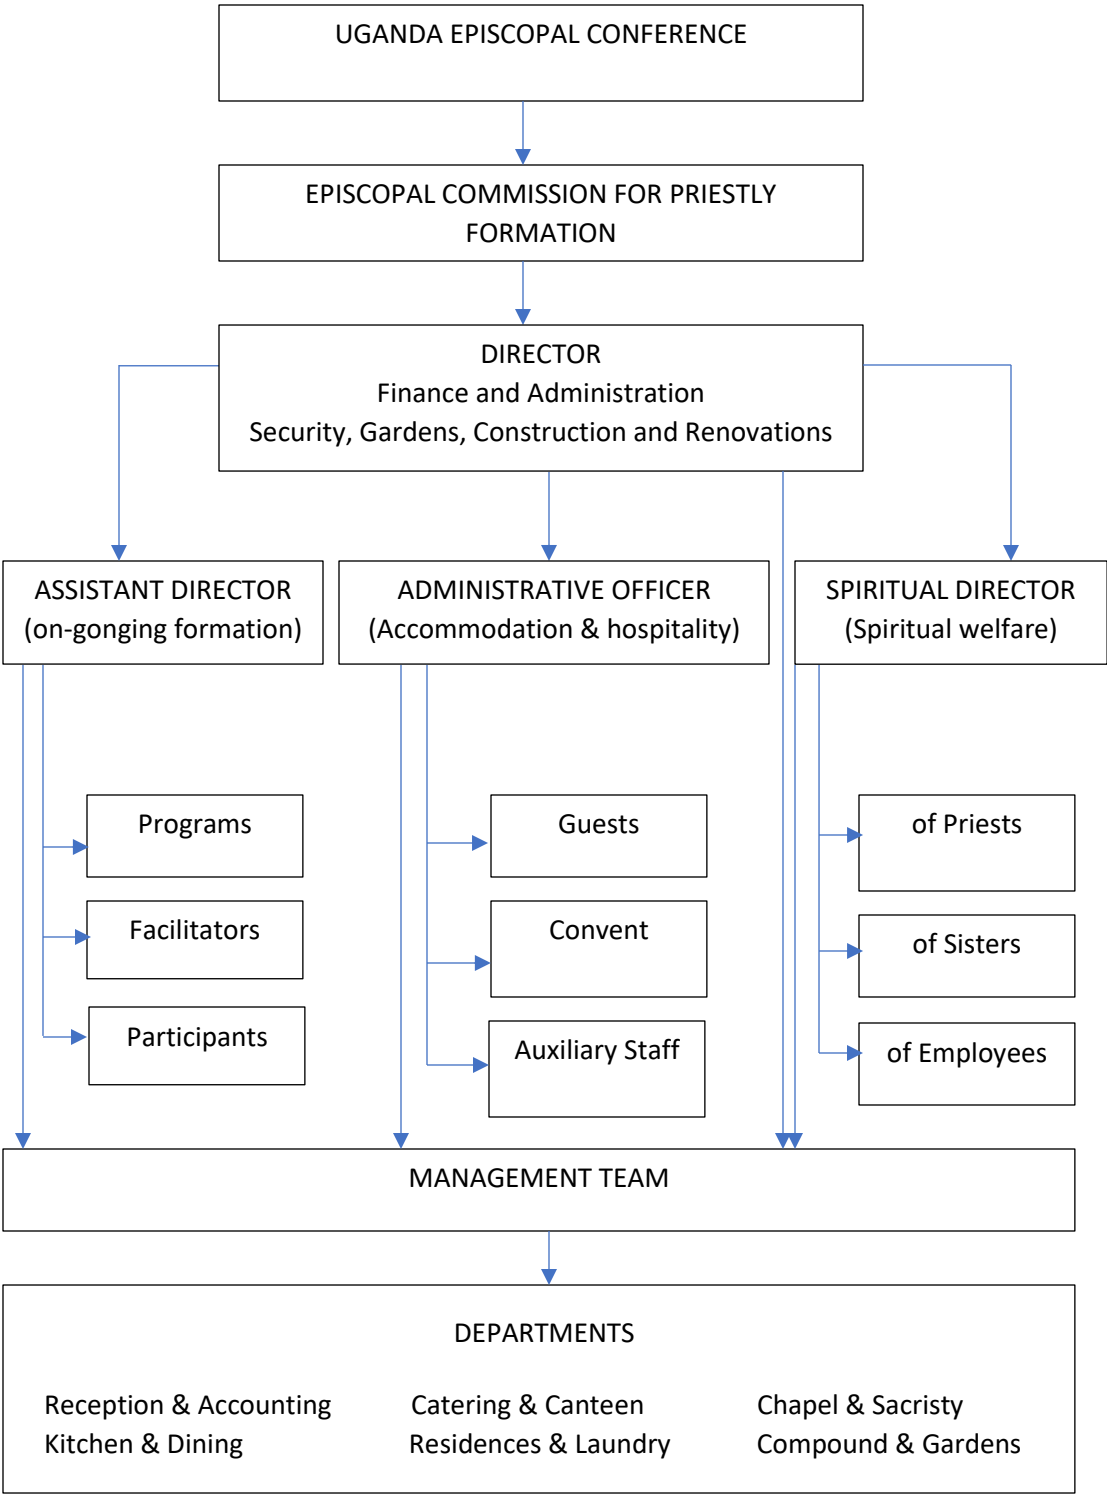 UGANDA EPISCOPAL CONFERENCE
EPISCOPAL COMMISSION FOR PRIESTLY
FORMATION
DIRECTOR
Finance and Administration
Security, Gardens, Construction and Renovations
ASSISTANT DIRECTOR
(on-gonging formation)
ADMINISTRATIVE OFFICER
(Accommodation & hospitality)
SPIRITUAL DIRECTOR
(Spiritual welfare)
Programs
Facilitators
Participants
Guests
Convent
Auxiliary Staff
of Priests
of Sisters
of Employees
MANAGEMENT TEAM
DEPARTMENTS
Reception & Accounting
Kitchen & Dining
Catering & Canteen
Residences & Laundry
Chapel & Sacristy
Compound & Gardens